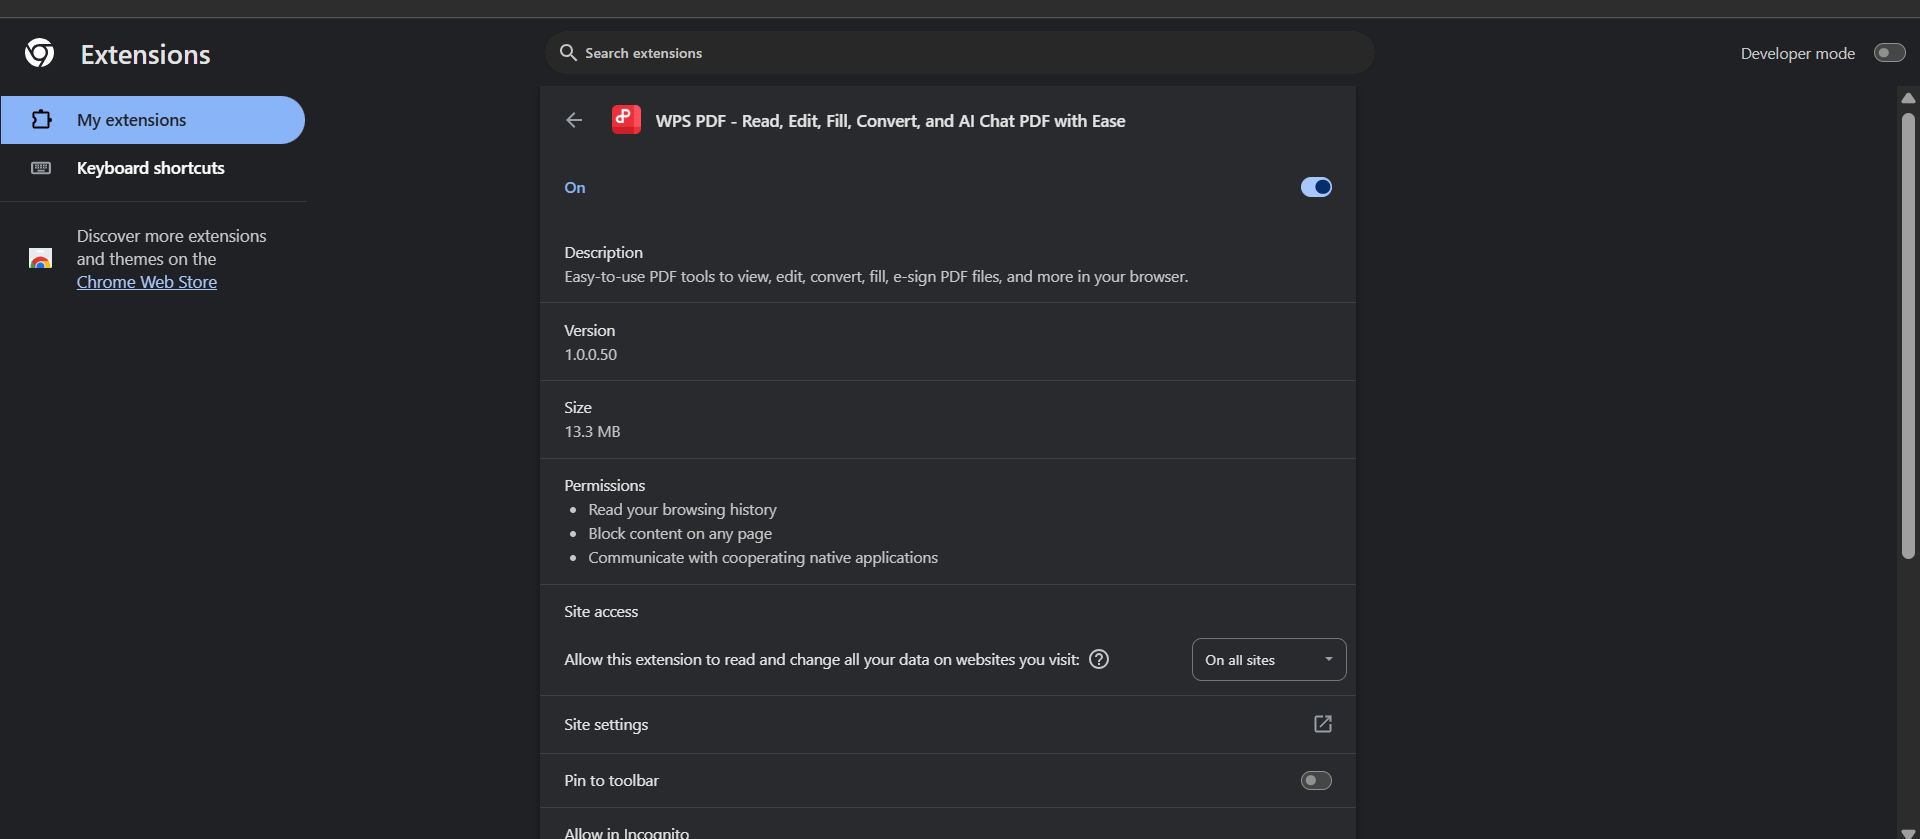 Extensions
Search extensions
Developer mode
My extensions
Keyboard shortcuts
Discover more extensions
and themes on the
Chrome Web Store
WPS PDF - Read, Edit, Fill, Convert, and AI Chat PDF with Ease
On
Description
Easy-to-use PDF tools to view, edit, convert, fill, e-sign PDF files, and more in your browser.
Version
1.0.0.50
Size
13.3 MB
Permissions
• Read your browsing history
• Block content on any page
• Communicate with cooperating native applications
Site access
Allow this extension to read and change all your data on websites you visit:
On all sites
Site settings
Pin to toolbar
Allow in Incognito